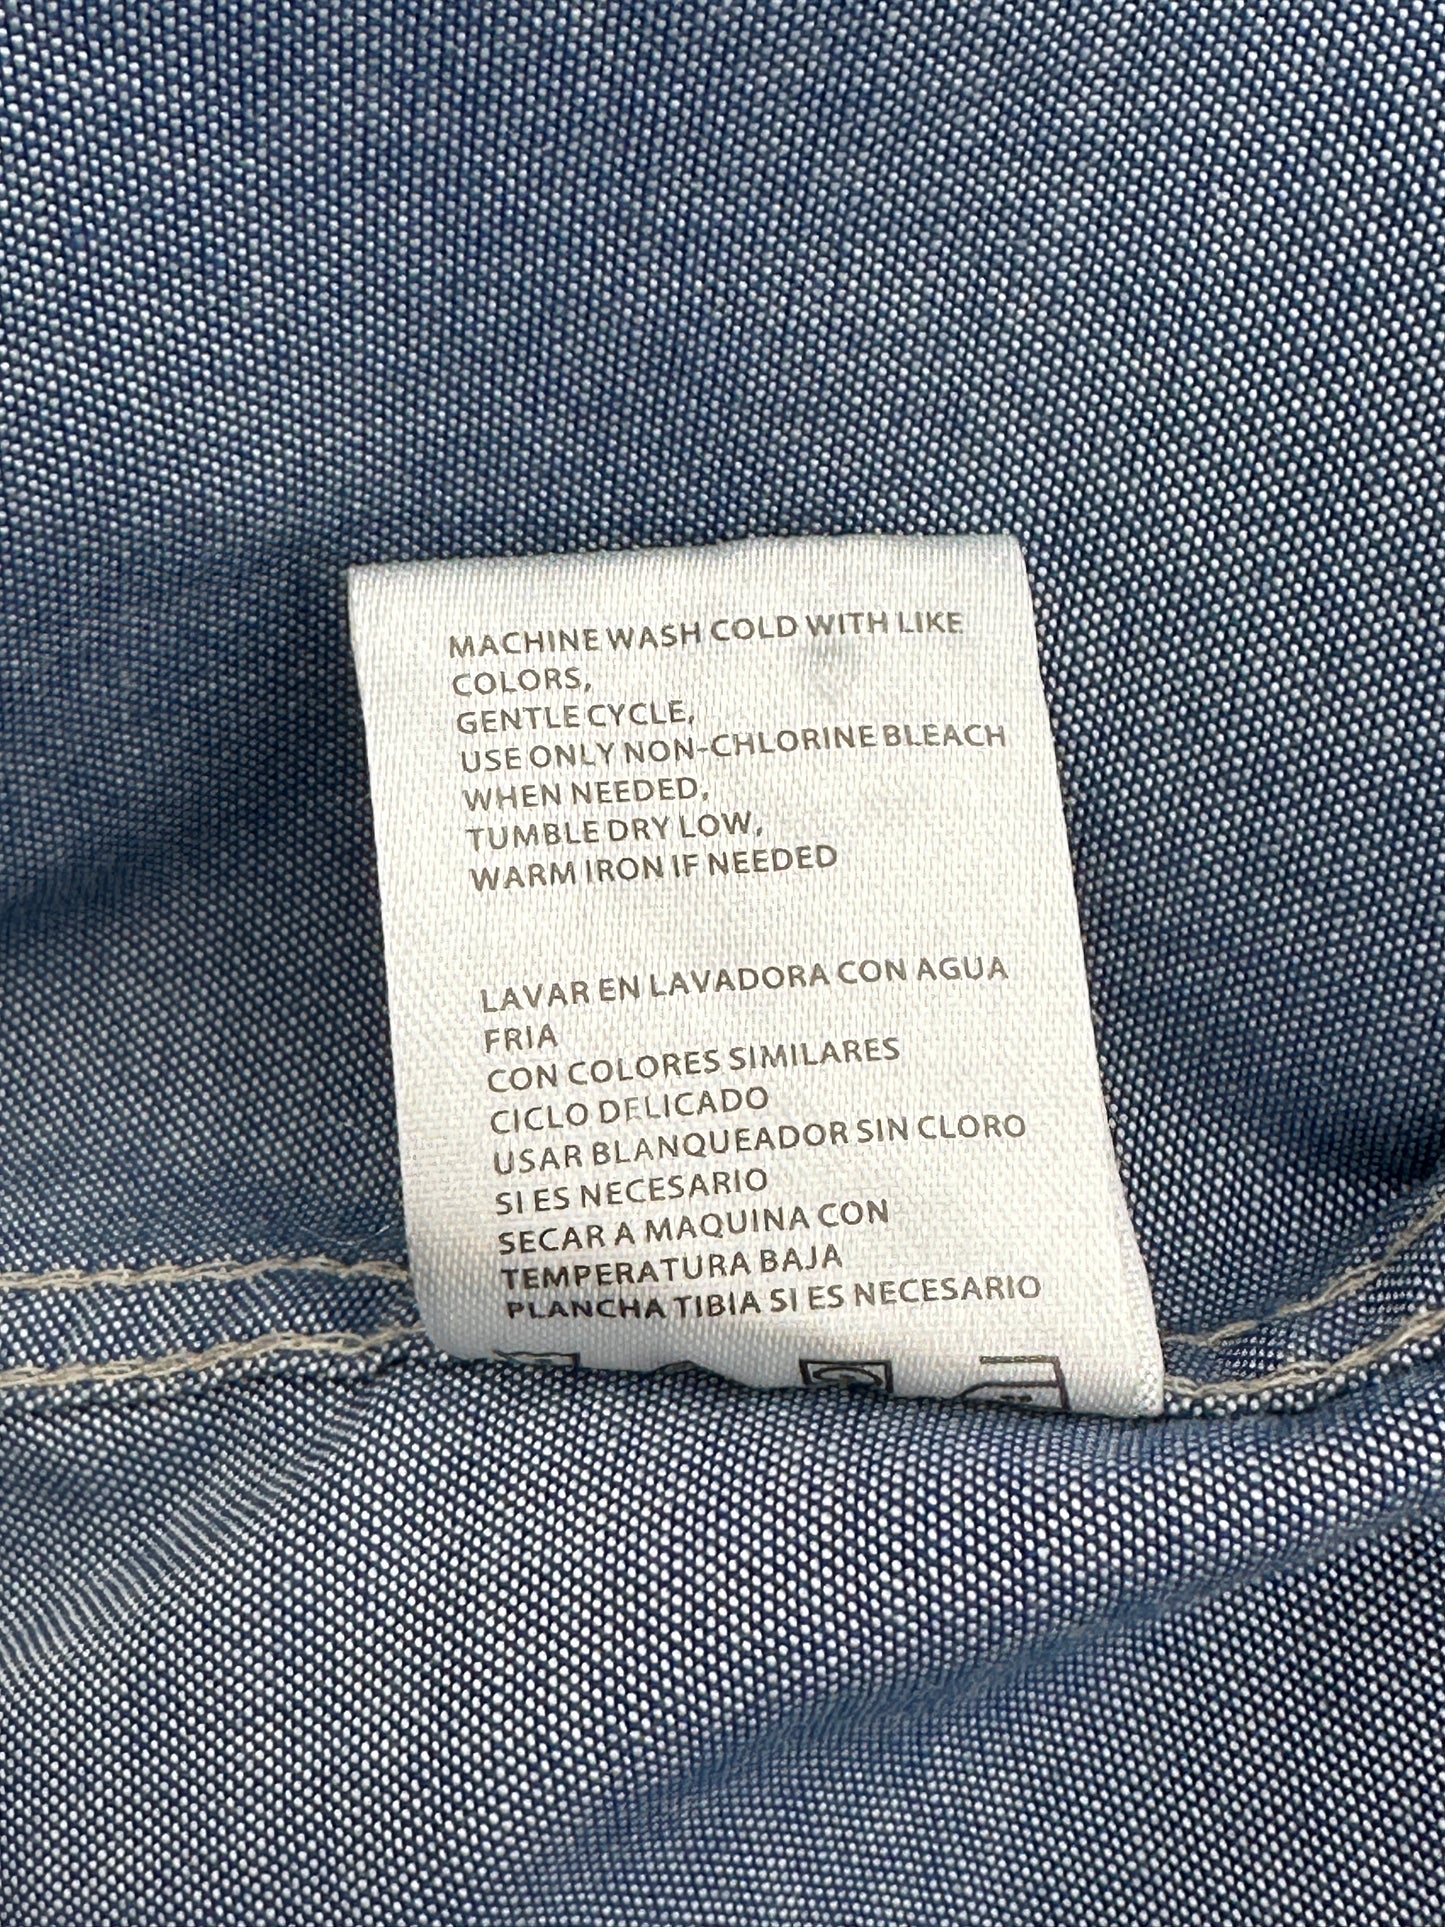 MACHINE WASH COLD WITH LIKE
COLORS,
GENTLE CYCLE,
USE ONLY NON-CHLORINE BLEACH
WHEN NEEDED,
TUMBLE DRY LOW,
WARM IRON IF NEEDED
LAVAR EN LAVADORA CON AGUA
FRIA
CON COLORES SIMILARES
CICLO DELICADO
USAR BLANQUEADOR SIN CLORO
SI ES NECESARIO
SECAR A MAQUINA CON
TEMPERATURA BAJA
PLANCHA TIBIA SI ES NECESARIO